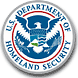 U.S. DEPARTMENT OF
HOMELAND SECURITY